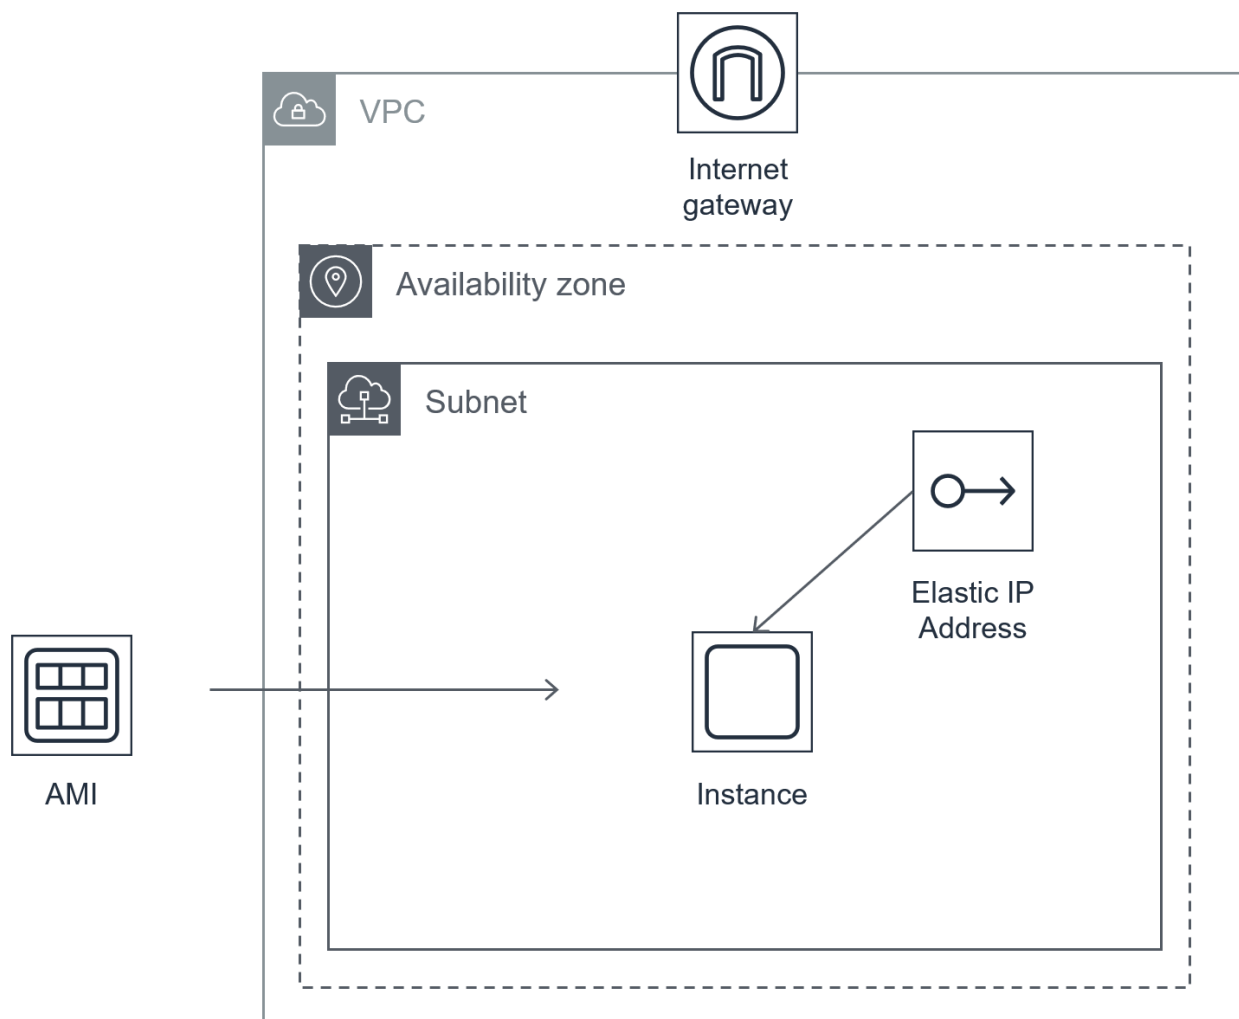 VPC
Internet
gateway
Availability zone
Subnet
Elastic IP
Address
AMI
Instance